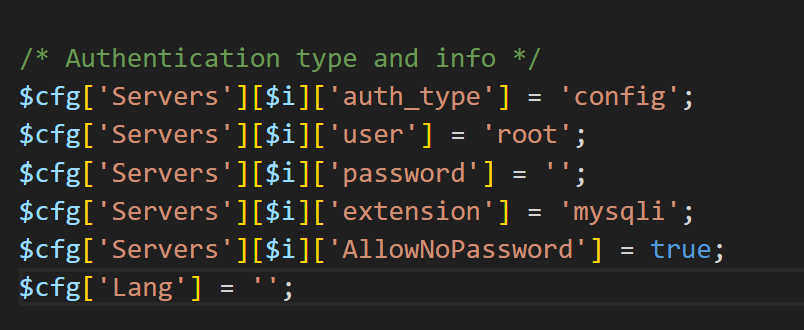 /* Authentication type and info */
$cfg['Servers'][$i]['auth_type'] = 'config';
$cfg['Servers'][$i]['user'] = 'root';
$cfg['Servers'][$i]['password'] = '';
$cfg['Servers'][$i]['extension'] = 'mysqli';
$cfg['Servers'][$i]['AllowNoPassword'] = true;
$cfg['Lang'] = '';